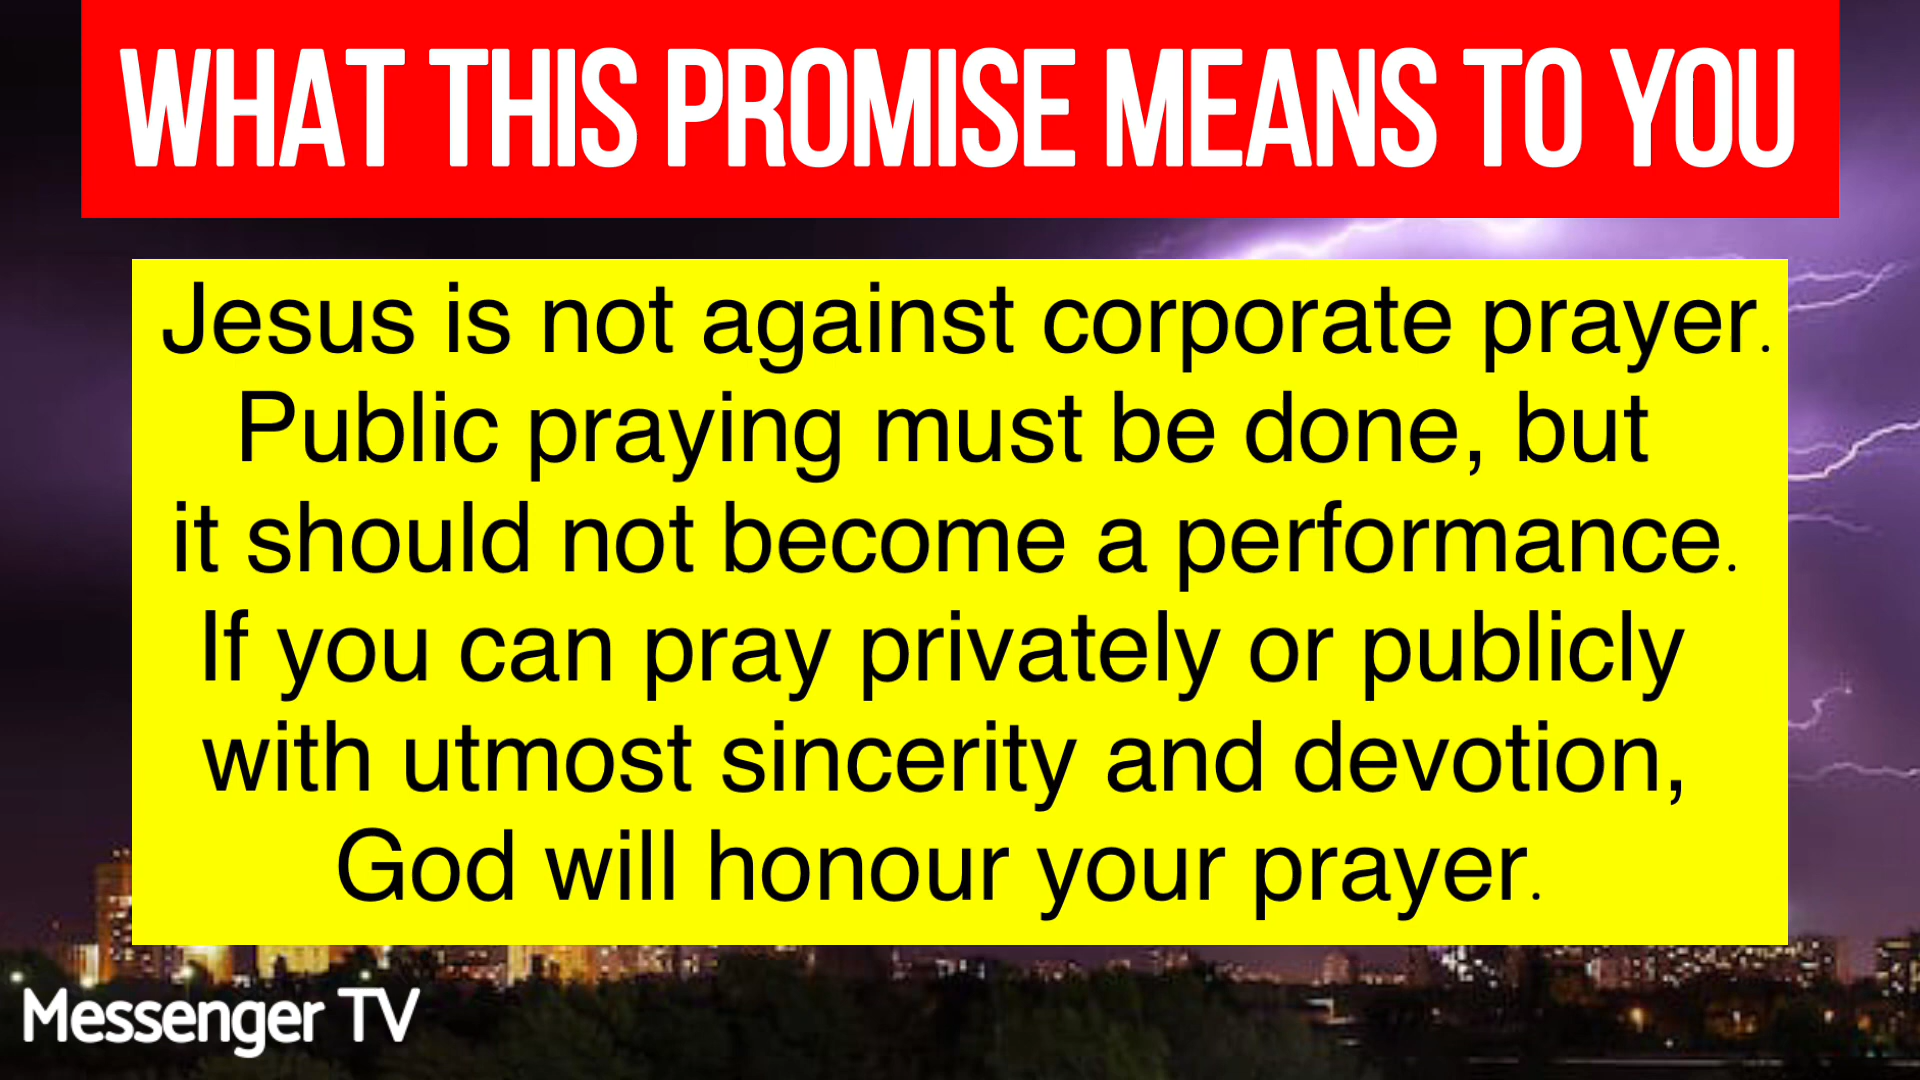 WHAT THIS PROMISE MEANS TO YOU
Jesus is not against corporate prayer.
Public praying must be done, but
it should not become a performance.
If you can pray privately or publicly
with utmost sincerity and devotion,
God will honour your prayer.
Messenger TV